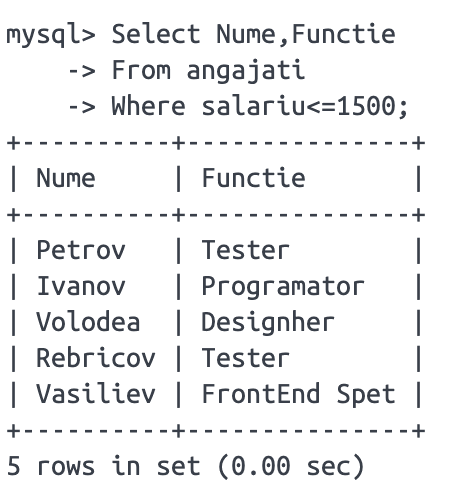 mysql> Select Nume,Functie
    -> From angajati
    -> Where salariu<=1500;
+----------+---------------+
| Nume     | Functie       |
+----------+---------------+
| Petrov   | Tester        |
| Ivanov   | Programator   |
| Volodea  | Designher     |
| Rebricov | Tester        |
| Vasiliev | FrontEnd Spet |
+----------+---------------+
5 rows in set (0.00 sec)